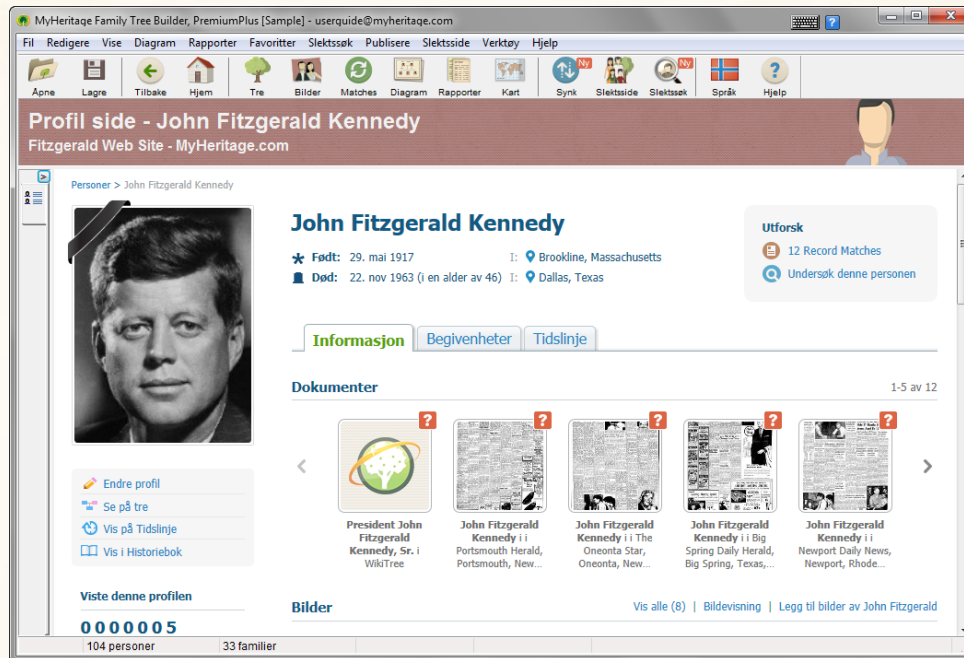 MyHeritage Family Tree Builder, PremiumPlus [Sample] - userguide@myheritage.com
Fil Redigere Vise Diagram Rapporter Favoritter Slektssøk Publisere Slektsside Verktøy Hjelp
Ny Ny
Åpne Lagre Tilbake Hjem Tre Bilder Matches Diagram Rapporter Kart Synk Slektsside Slektssøk Språk Hjelp
Profil side - John Fitzgerald Kennedy
Fitzgerald Web Site - MyHeritage.com
Personer > John Fitzgerald Kennedy
John Fitzgerald Kennedy
Født: 29. mai 1917 I: Brookline, Massachusetts
Død: 22. nov 1963 (i en alder av 46) I: Dallas, Texas
Utforsk
12 Record Matches
Undersøk denne personen
Informasjon Begivenheter Tidslinje
Dokumenter 1-5 av 12
President John
Fitzgerald
Kennedy, Sr. i
WikiTree
John Fitzgerald
Kennedy i i
Portsmouth Herald,
Portsmouth, New...
John Fitzgerald
Kennedy i i The
Oneonta Star,
Oneonta, New...
John Fitzgerald
Kennedy i i Big
Spring Daily Herald,
Big Spring, Texas,...
John Fitzgerald
Kennedy i i
Newport Daily News,
Newport, Rhode...
Endre profil
Se på tre
Vis på Tidslinje
Vis i Historiebok
Viste denne profilen
0000005
Bilder Vis alle (8) | Bildevisning | Legg til bilder av John Fitzgerald
104 personer 33 familier